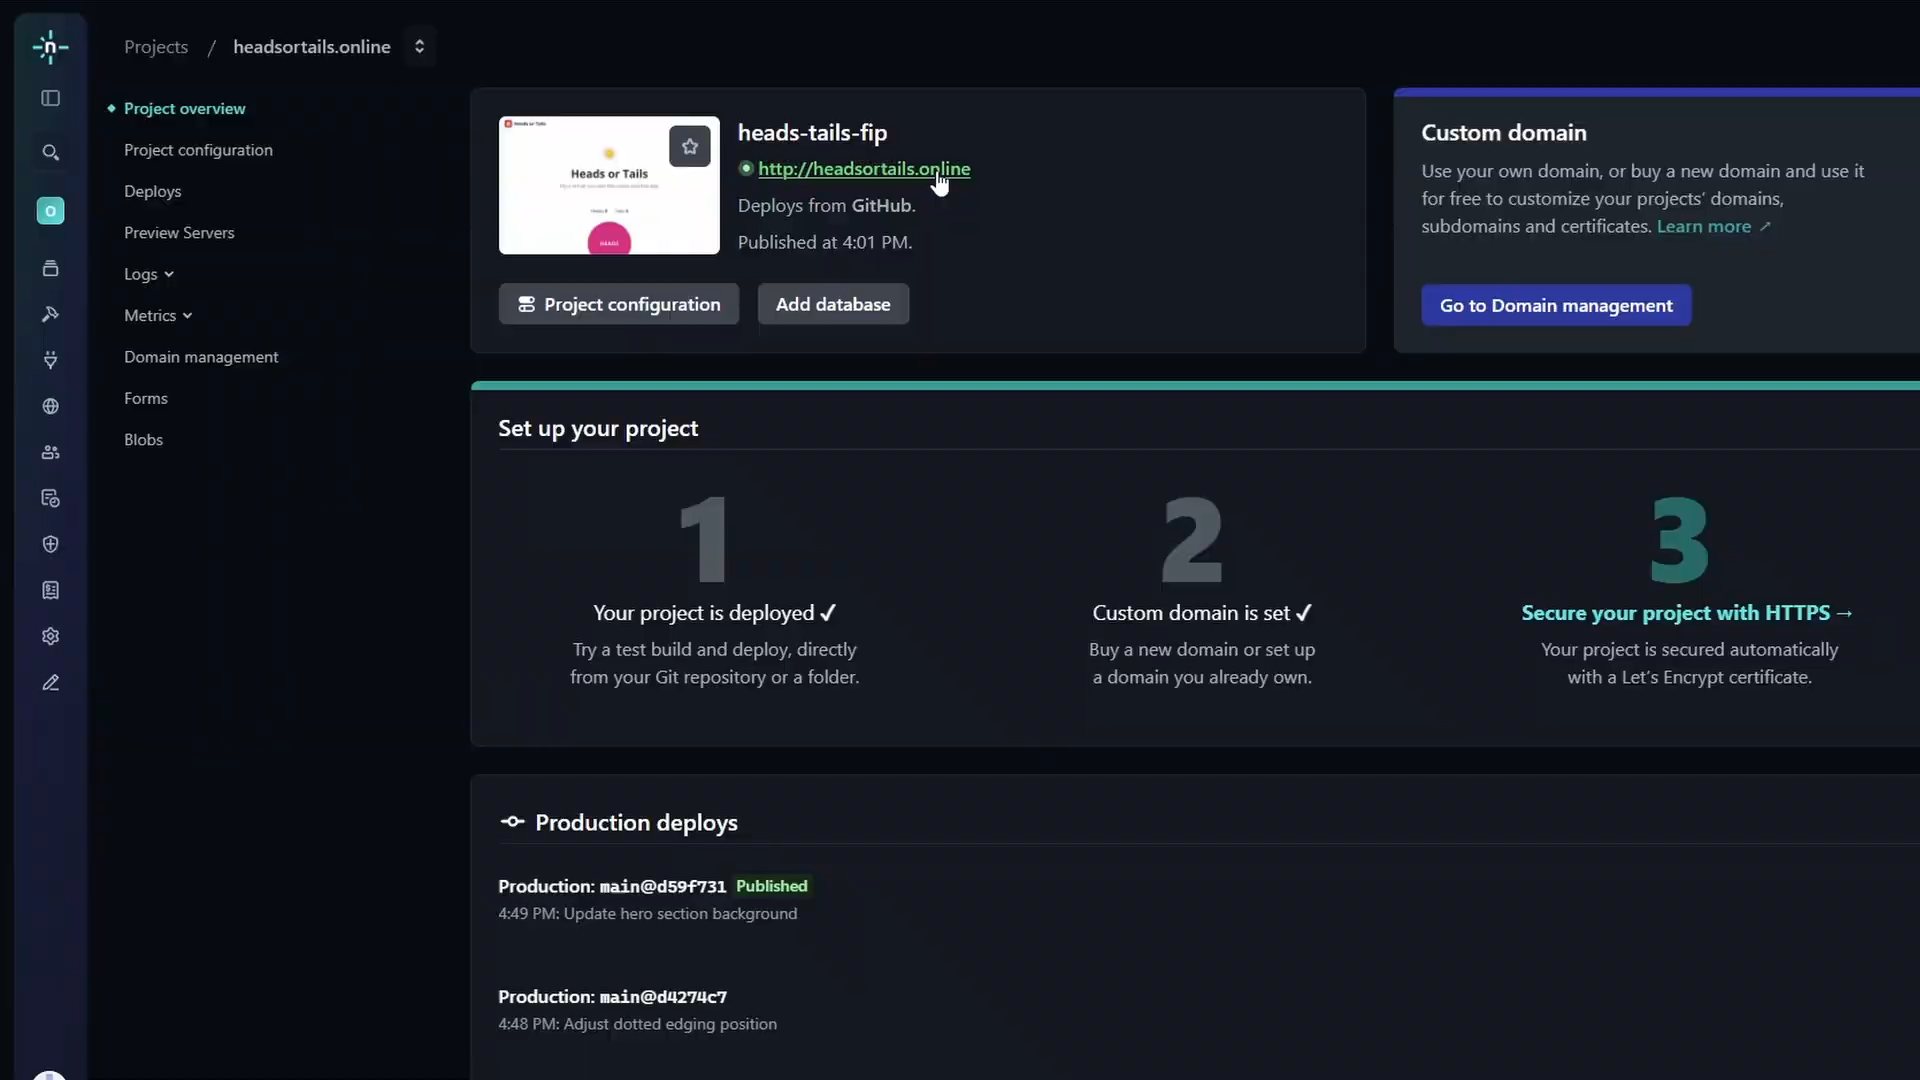 Projects / headsortails.online
Project overview
Project configuration
Deploys
Preview Servers
Logs
Metrics
Domain management
Forms
Blobs
Heads or Tails
Heads or Tails
HEADS
heads-tails-fip
http://headsortails.online
Deploys from GitHub.
Published at 4:01 PM.
Project configuration
Add database
Custom domain
Use your own domain, or buy a new domain and use it
for free to customize your projects’ domains,
subdomains and certificates. Learn more ↗
Go to Domain management
Set up your project
1
Your project is deployed ✓
Try a test build and deploy, directly
from your Git repository or a folder.
2
Custom domain is set ✓
Buy a new domain or set up
a domain you already own.
3
Secure your project with HTTPS →
Your project is secured automatically
with a Let’s Encrypt certificate.
Production deploys
Production: main@d59f731 Published
4:49 PM: Update hero section background
Production: main@d4274c7
4:48 PM: Adjust dotted edging position